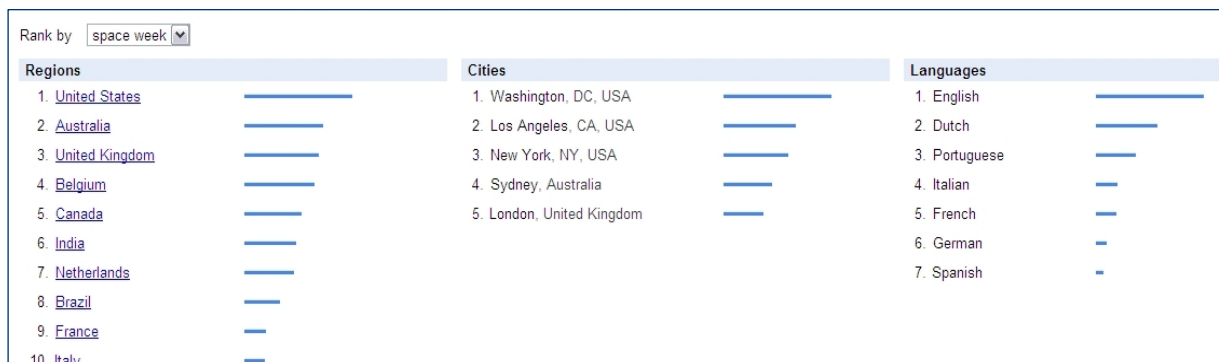 Rank by space week
Regions
1. United States
2. Australia
3. United Kingdom
4. Belgium
5. Canada
6. India
7. Netherlands
8. Brazil
9. France
10. Italy
Cities
1. Washington, DC, USA
2. Los Angeles, CA, USA
3. New York, NY, USA
4. Sydney, Australia
5. London, United Kingdom
Languages
1. English
2. Dutch
3. Portuguese
4. Italian
5. French
6. German
7. Spanish